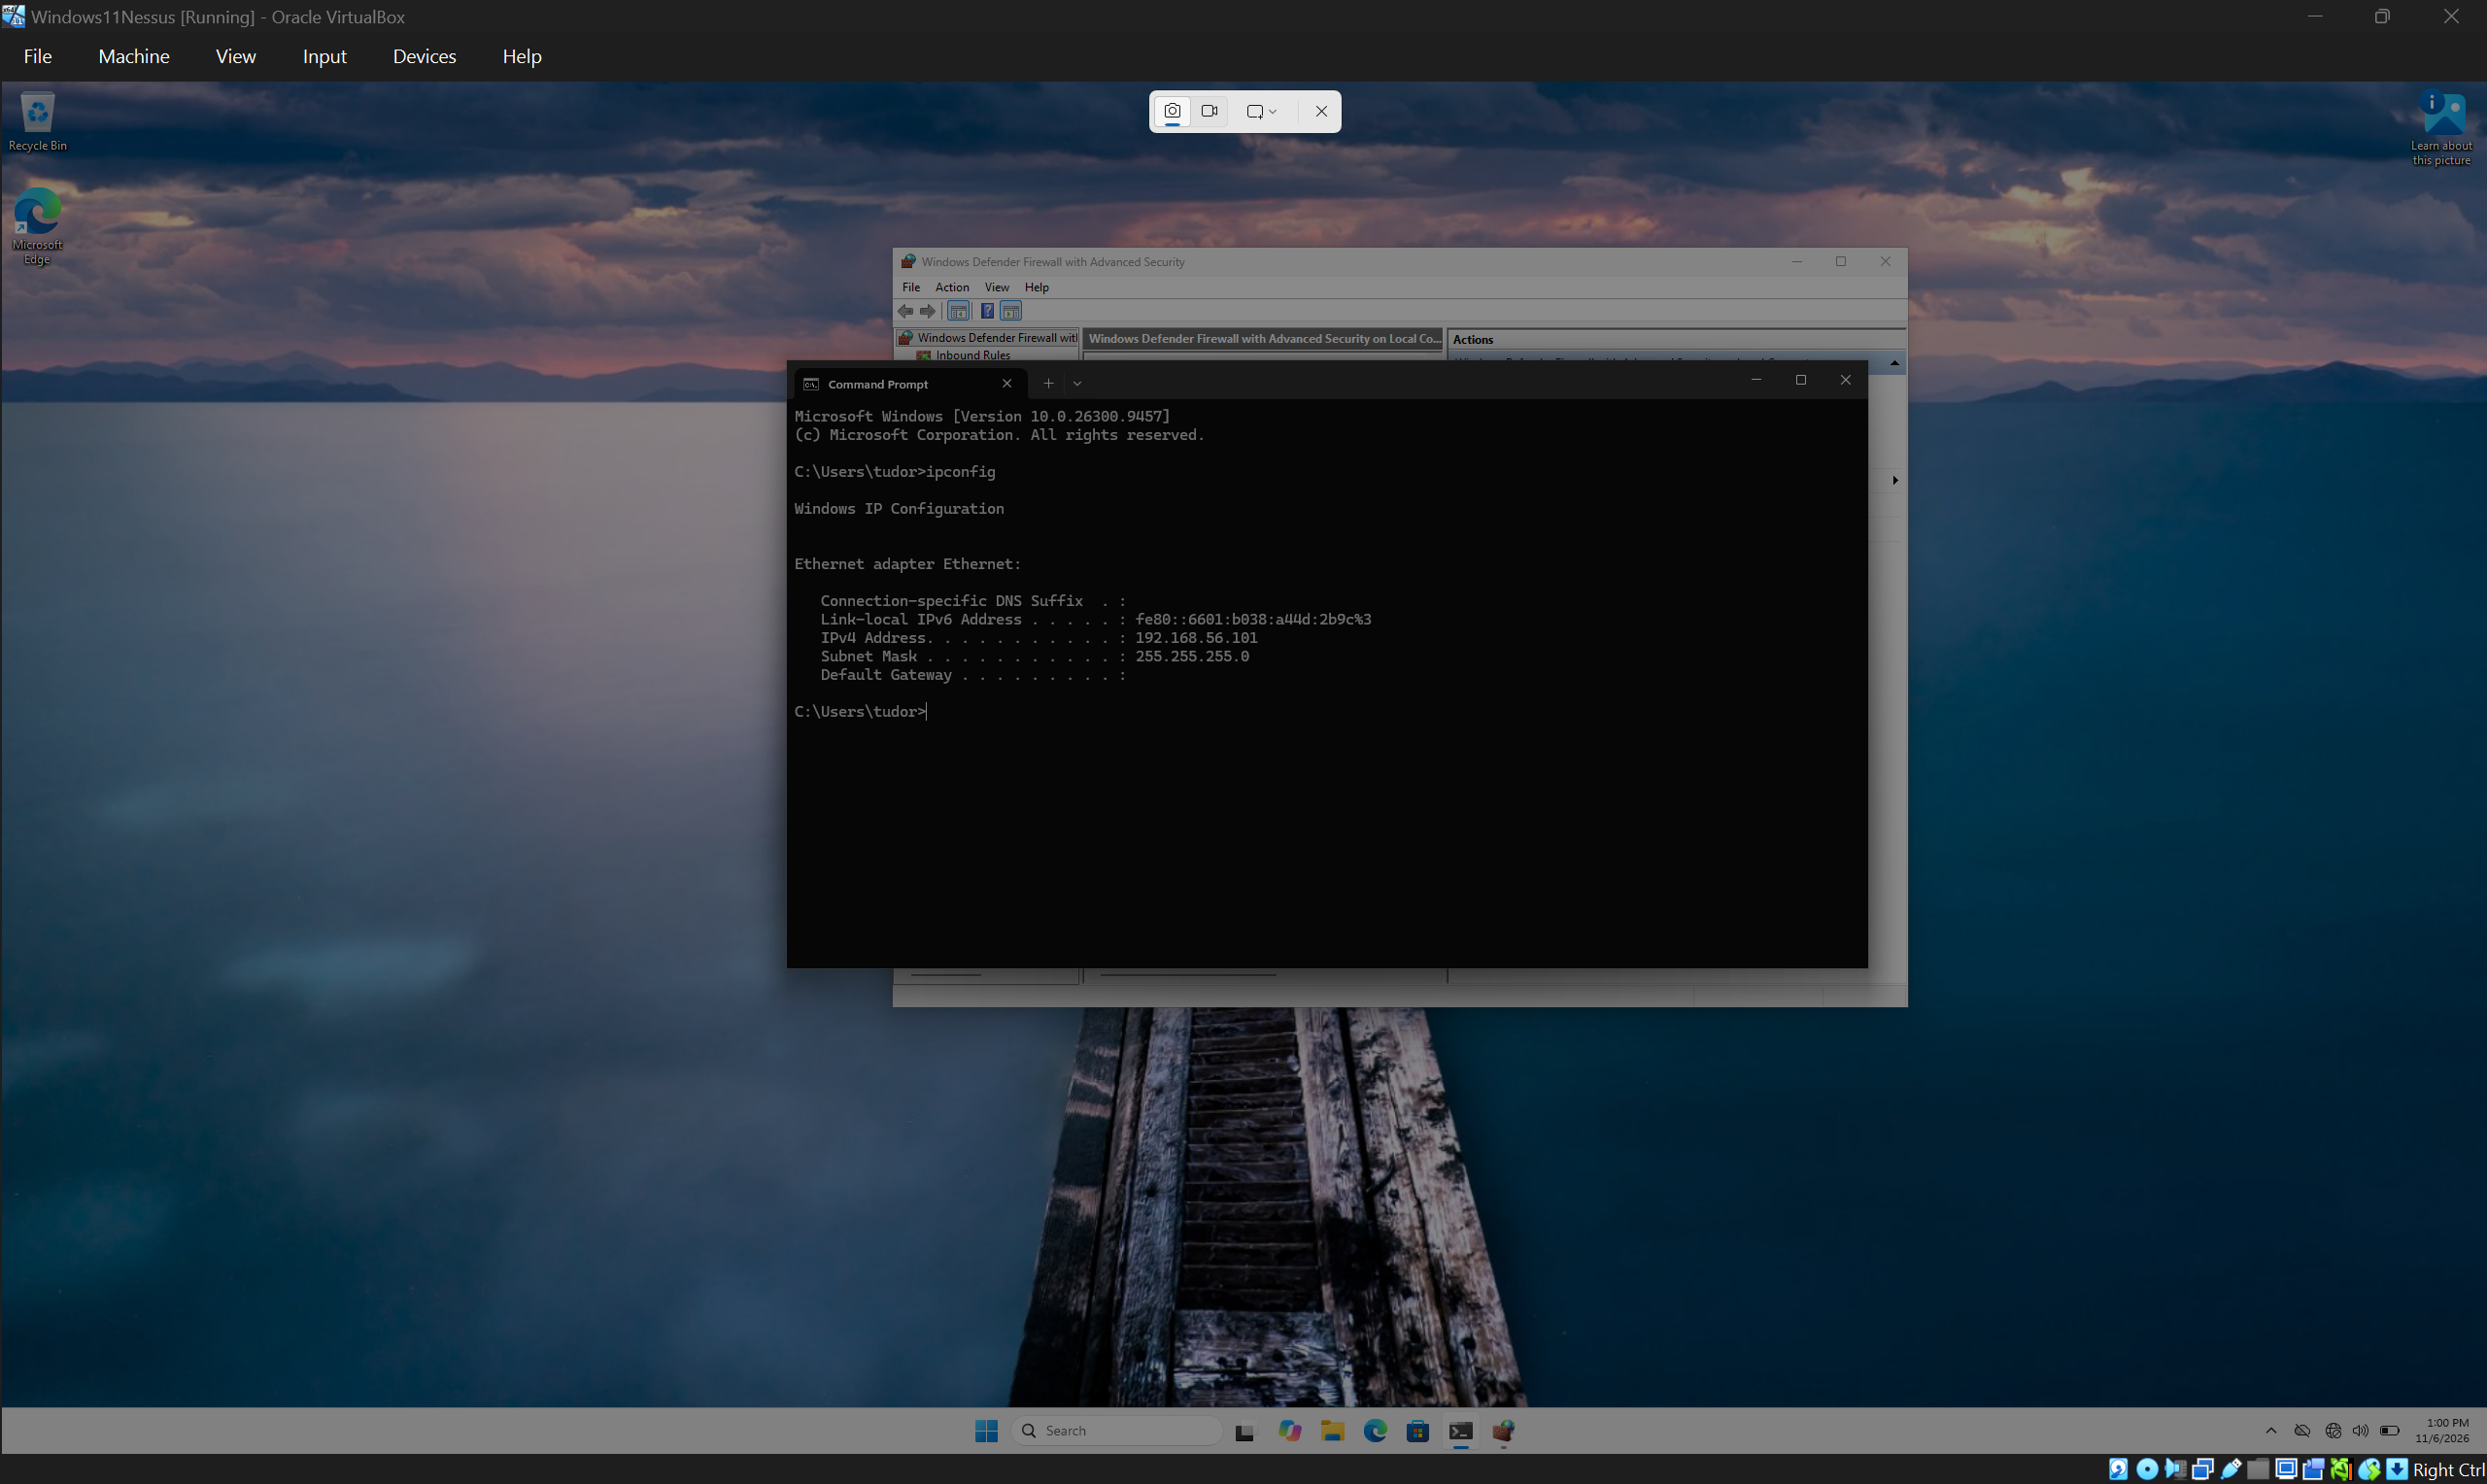 Windows11Nessus [Running] - Oracle VirtualBox
File Machine View Input Devices Help
Recycle Bin
Learn about
this picture
Microsoft
Edge
Windows Defender Firewall with Advanced Security
File Action View Help
Windows Defender Firewall wit
Windows Defender Firewall with Advanced Security on Local Co...
Actions
Inbound Rules
Command Prompt
Microsoft Windows [Version 10.0.26300.9457]
(c) Microsoft Corporation. All rights reserved.
C:\Users\tudor>ipconfig
Windows IP Configuration
Ethernet adapter Ethernet:
Connection-specific DNS Suffix . :
Link-local IPv6 Address . . . . . : fe80::6601:b038:a44d:2b9c%3
IPv4 Address. . . . . . . . . . . : 192.168.56.101
Subnet Mask . . . . . . . . . . . : 255.255.255.0
Default Gateway . . . . . . . . . :
C:\Users\tudor>
Search
1:00 PM
11/6/2026
Right Ctrl